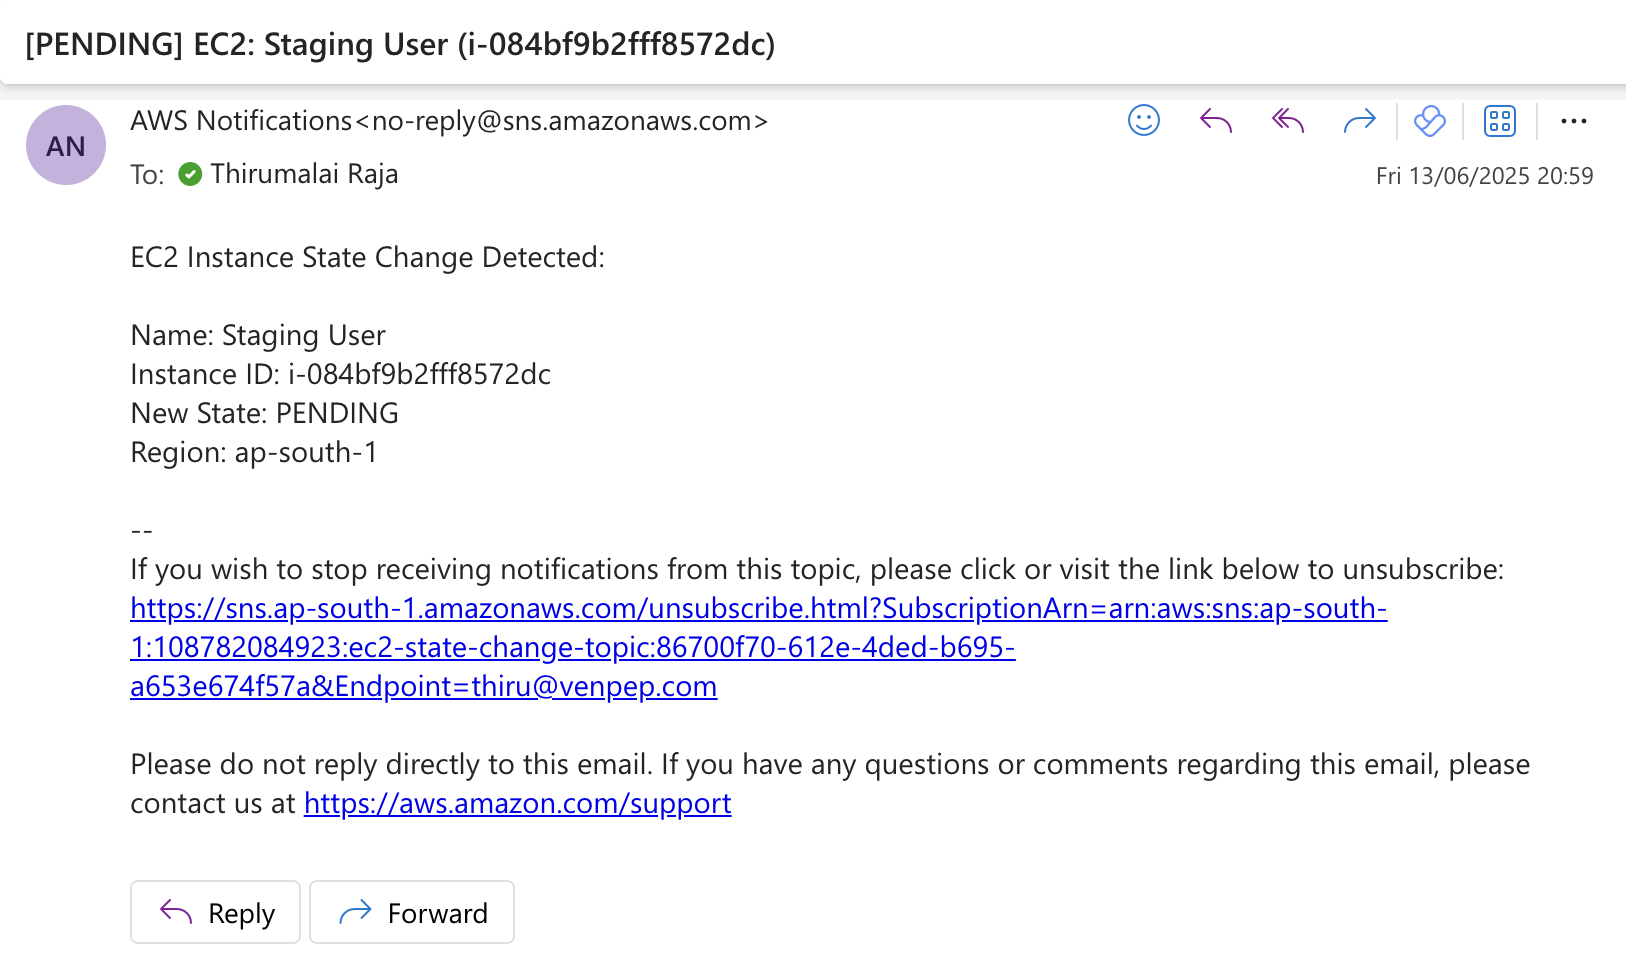 [PENDING] EC2: Staging User (i-084bf9b2fff8572dc)
AN
AWS Notifications<no-reply@sns.amazonaws.com>
To: Thirumalai Raja
Fri 13/06/2025 20:59
EC2 Instance State Change Detected:
Name: Staging User
Instance ID: i-084bf9b2fff8572dc
New State: PENDING
Region: ap-south-1
--
If you wish to stop receiving notifications from this topic, please click or visit the link below to unsubscribe:
https://sns.ap-south-1.amazonaws.com/unsubscribe.html?SubscriptionArn=arn:aws:sns:ap-south-
1:108782084923:ec2-state-change-topic:86700f70-612e-4ded-b695-
a653e674f57a&Endpoint=thiru@venpep.com
Please do not reply directly to this email. If you have any questions or comments regarding this email, please
contact us at https://aws.amazon.com/support
Reply
Forward